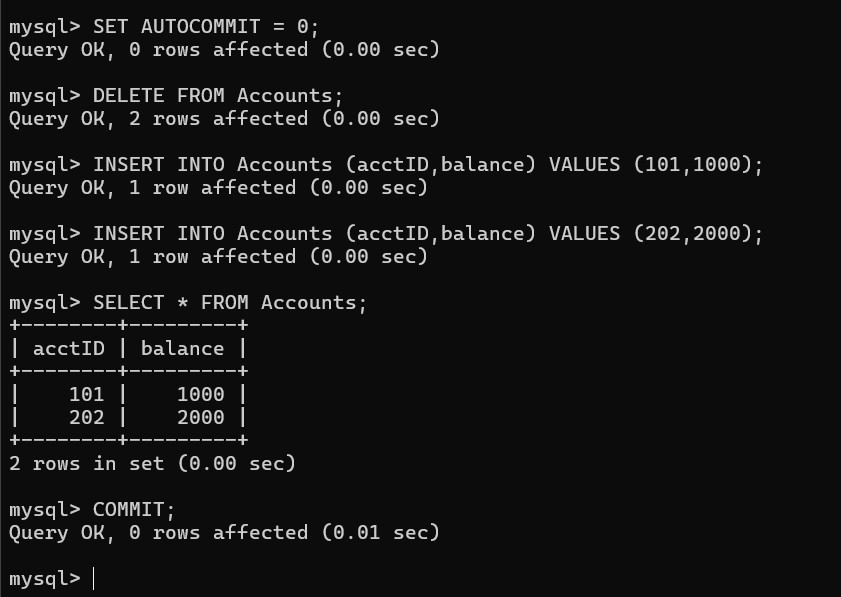 mysql> SET AUTOCOMMIT = 0;
Query OK, 0 rows affected (0.00 sec)
mysql> DELETE FROM Accounts;
Query OK, 2 rows affected (0.00 sec)
mysql> INSERT INTO Accounts (acctID,balance) VALUES (101,1000);
Query OK, 1 row affected (0.00 sec)
mysql> INSERT INTO Accounts (acctID,balance) VALUES (202,2000);
Query OK, 1 row affected (0.00 sec)
mysql> SELECT * FROM Accounts;
+--------+---------+
| acctID | balance |
+--------+---------+
|    101 |    1000 |
|    202 |    2000 |
+--------+---------+
2 rows in set (0.00 sec)
mysql> COMMIT;
Query OK, 0 rows affected (0.01 sec)
mysql>